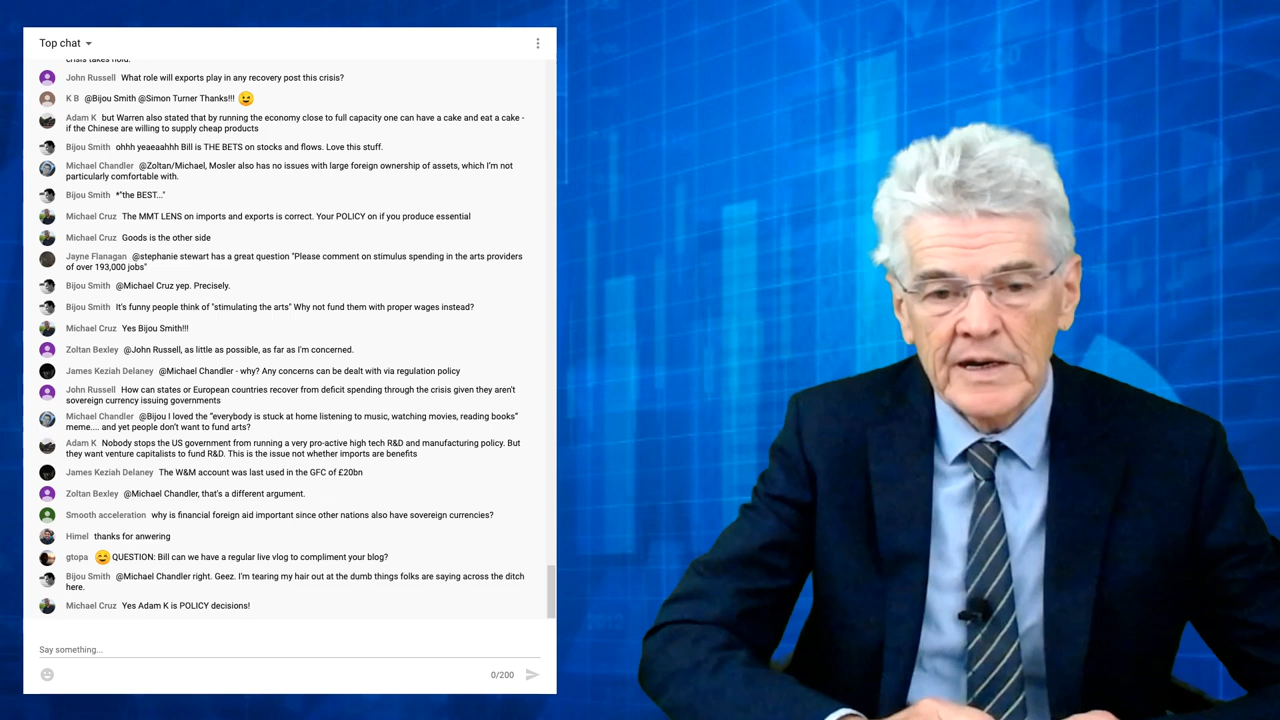 Top chat
crisis takes hold.
John Russell What role will exports play in any recovery post this crisis?
K B @Bijou Smith @Simon Turner Thanks!!! 😉
Adam K but Warren also stated that by running the economy close to full capacity one can have a cake and eat a cake -
if the Chinese are willing to supply cheap products
Bijou Smith ohhh yeaeaahhh Bill is THE BETS on stocks and flows. Love this stuff.
Michael Chandler @Zoltan/Michael, Mosler also has no issues with large foreign ownership of assets, which I'm not
particularly comfortable with.
Bijou Smith *"the BEST..."
Michael Cruz The MMT LENS on imports and exports is correct. Your POLICY on if you produce essential
Michael Cruz Goods is the other side
Jayne Flanagan @stephanie stewart has a great question "Please comment on stimulus spending in the arts providers
of over 193,000 jobs"
Bijou Smith @Michael Cruz yep. Precisely.
Bijou Smith It's funny people think of "stimulating the arts" Why not fund them with proper wages instead?
Michael Cruz Yes Bijou Smith!!!
Zoltan Bexley @John Russell, as little as possible, as far as I'm concerned.
James Keziah Delaney @Michael Chandler - why? Any concerns can be dealt with via regulation policy
John Russell How can states or European countries recover from deficit spending through the crisis given they aren't
sovereign currency issuing governments
Michael Chandler @Bijou I loved the "everybody is stuck at home listening to music, watching movies, reading books"
meme.... and yet people don't want to fund arts?
Adam K Nobody stops the US government from running a very pro-active high tech R&D and manufacturing policy. But
they want venture capitalists to fund R&D. This is the issue not whether imports are benefits
James Keziah Delaney The W&M account was last used in the GFC of £20bn
Zoltan Bexley @Michael Chandler, that's a different argument.
Smooth acceleration why is financial foreign aid important since other nations also have sovereign currencies?
Himel thanks for anwering
gtopa 😊 QUESTION: Bill can we have a regular live vlog to compliment your blog?
Bijou Smith @Michael Chandler right. Geez. I'm tearing my hair out at the dumb things folks are saying across the ditch
here.
Michael Cruz Yes Adam K is POLICY decisions!
Say something...
0/200